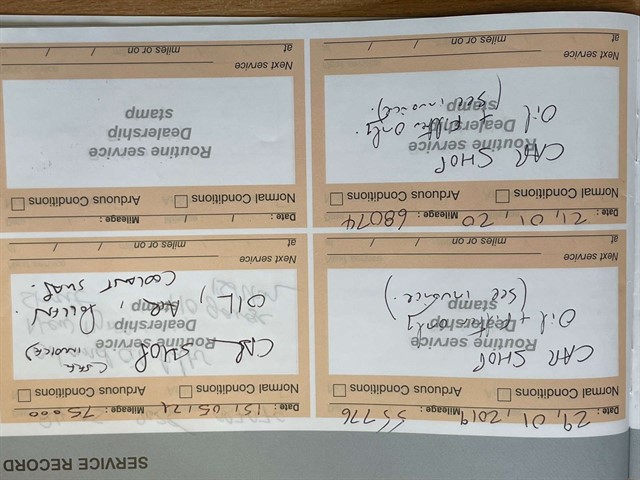 SERVICE RECORD
Date : 29, 01, 2019 Mileage : 55776
Normal Conditions Arduous Conditions
Routine service
Dealership
stamp
CAR SHOP
Oil + filter only
(see invoice.)
Next service
at / / miles or on
Date : 15, 05, 21 Mileage : 75000
Normal Conditions Arduous Conditions
Routine service
Dealership
stamp
CAR SHOP (SEE INVOICE)
OIL, AIR, POLLEN,
COOLANT
Next service
at / / miles or on
Date : 21, 01, 20 Mileage : 68074
Normal Conditions Arduous Conditions
Routine service
Dealership
stamp
CAR SHOP
Oil + filter only.
(see invoice).
Next service
at miles or on / /
Date : / / Mileage :
Normal Conditions Arduous Conditions
Routine service
Dealership
stamp
Next service
at miles or on / /